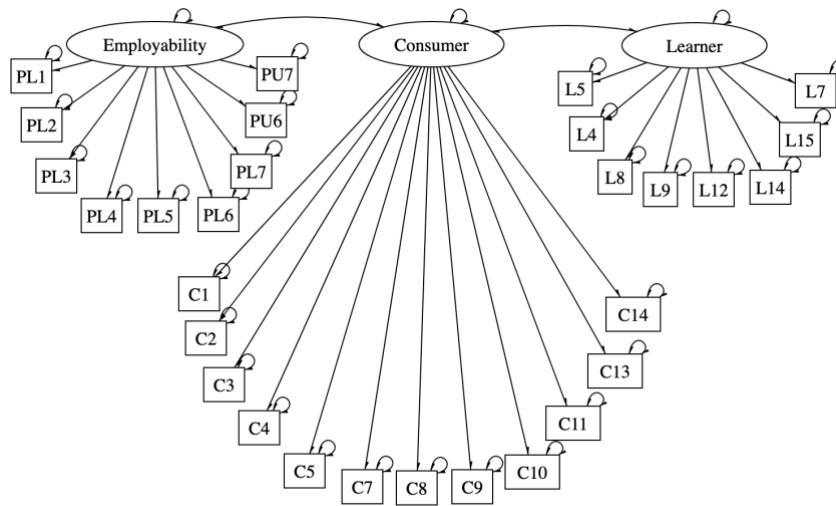 Employability
Consumer
Learner
PL1
PL2
PL3
PL4
PL5
PL6
PL7
PU6
PU7
C1
C2
C3
C4
C5
C7
C8
C9
C10
C11
C13
C14
L5
L4
L8
L9
L12
L14
L15
L7